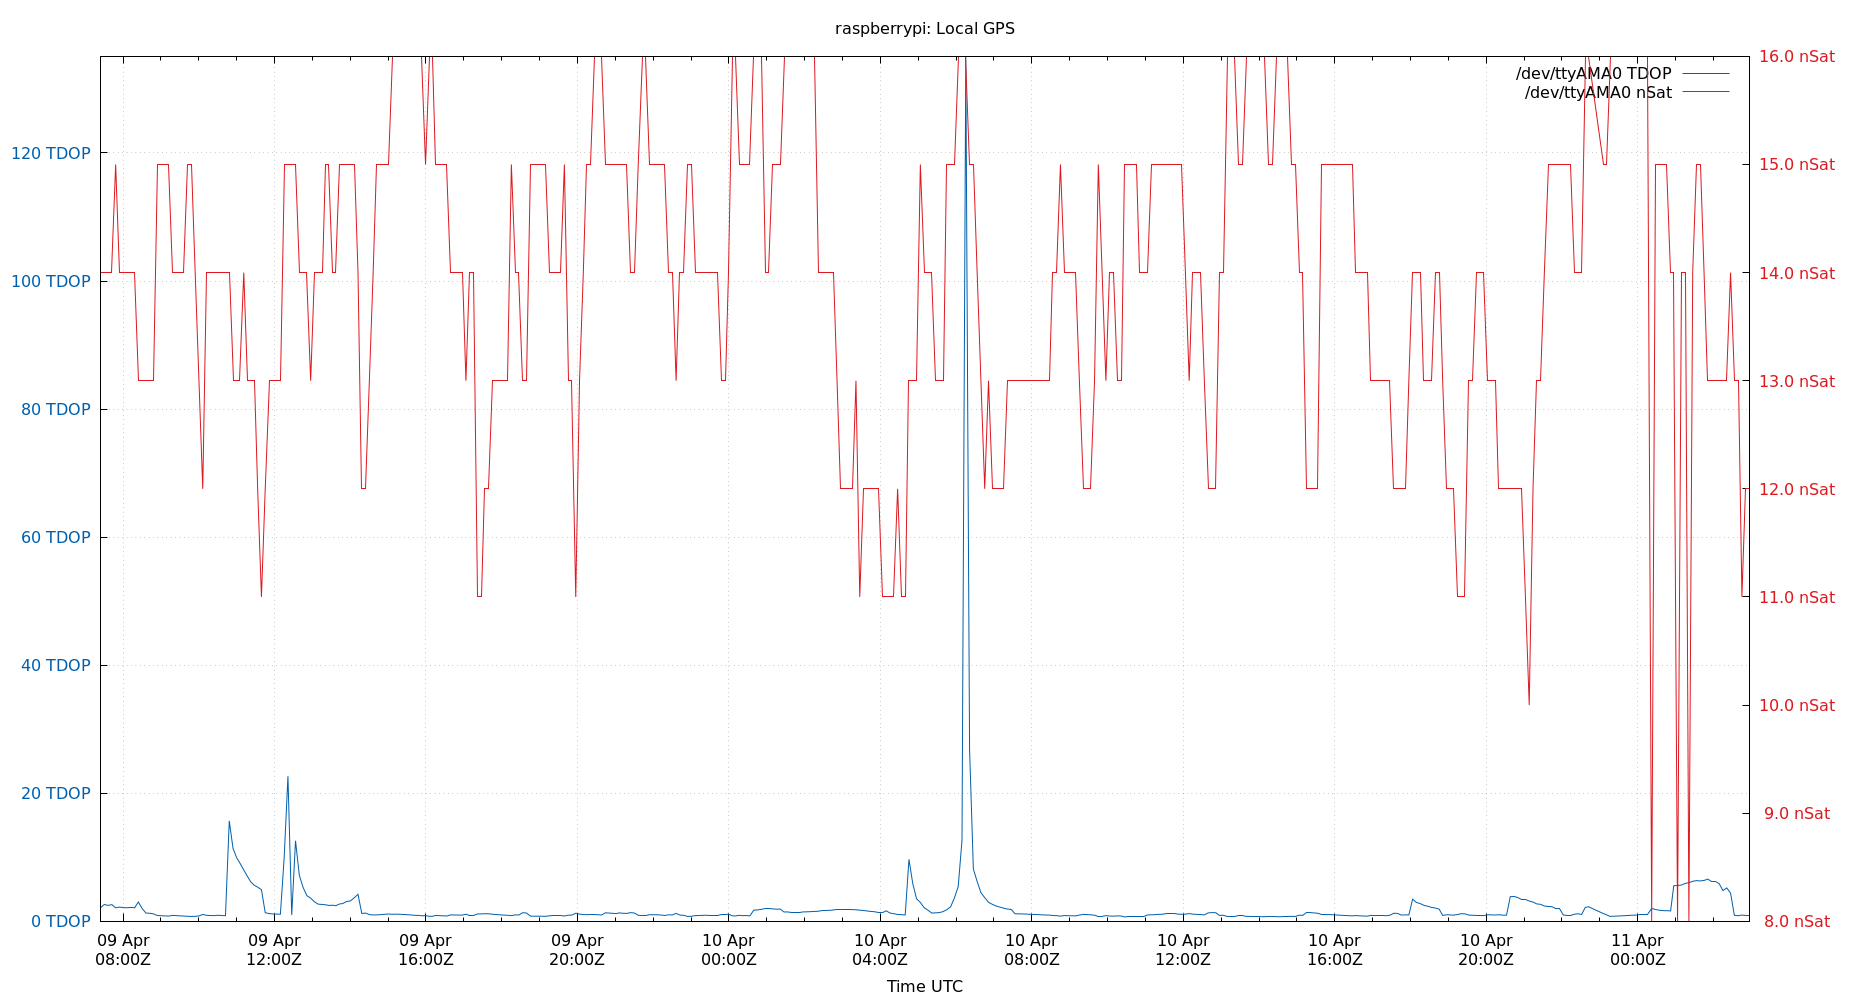 raspberrypi: Local GPS
/dev/ttyAMA0 TDOP
/dev/ttyAMA0 nSat
120 TDOP
100 TDOP
80 TDOP
60 TDOP
40 TDOP
20 TDOP
0 TDOP
16.0 nSat
15.0 nSat
14.0 nSat
13.0 nSat
12.0 nSat
11.0 nSat
10.0 nSat
9.0 nSat
8.0 nSat
09 Apr
08:00Z
09 Apr
12:00Z
09 Apr
16:00Z
09 Apr
20:00Z
10 Apr
00:00Z
10 Apr
04:00Z
10 Apr
08:00Z
10 Apr
12:00Z
10 Apr
16:00Z
10 Apr
20:00Z
11 Apr
00:00Z
Time UTC